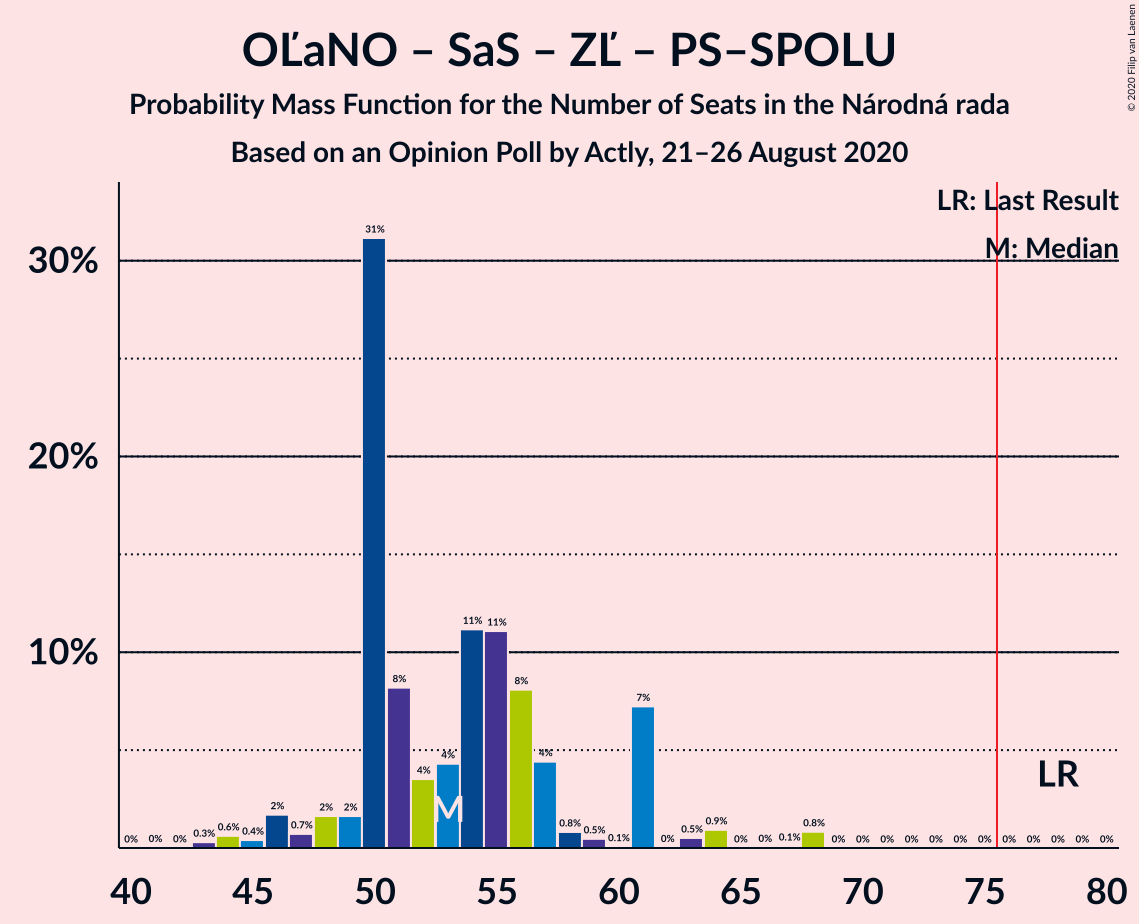 OĽaNO – SaS – ZĽ – PS–SPOLU
Probability Mass Function for the Number of Seats in the Národná rada
Based on an Opinion Poll by Actly, 21–26 August 2020
© 2020 Filip van Laenen
LR: Last Result
M: Median
30%
20%
10%
0% 0% 0% 0.3% 0.6% 0.4% 2% 0.7% 2% 2% 31% 8% 4% 4% 11% 11% 8% 4% 0.8% 0.5% 0.1% 7% 0% 0.5% 0.9% 0% 0% 0.1% 0.8% 0% 0% 0% 0% 0% 0% 0% 0% 0% 0% 0% 0%
M
LR
40 45 50 55 60 65 70 75 80